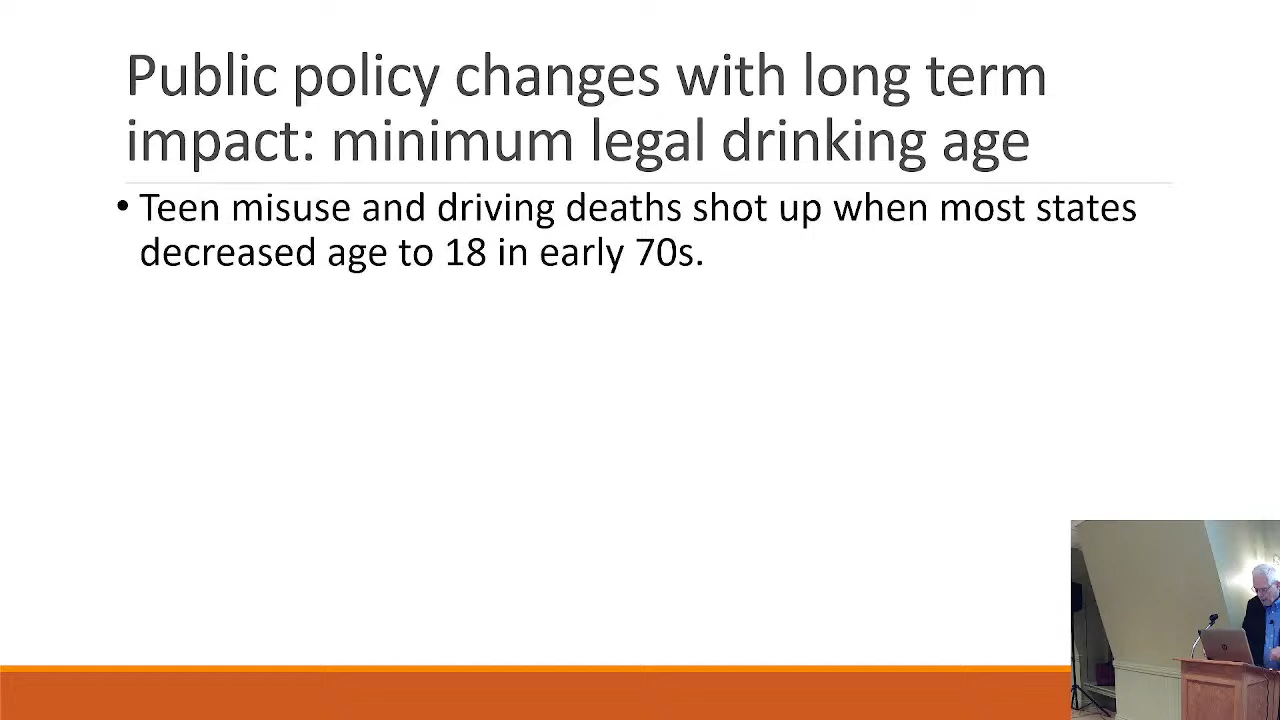 Public policy changes with long term
impact: minimum legal drinking age
• Teen misuse and driving deaths shot up when most states
decreased age to 18 in early 70s.